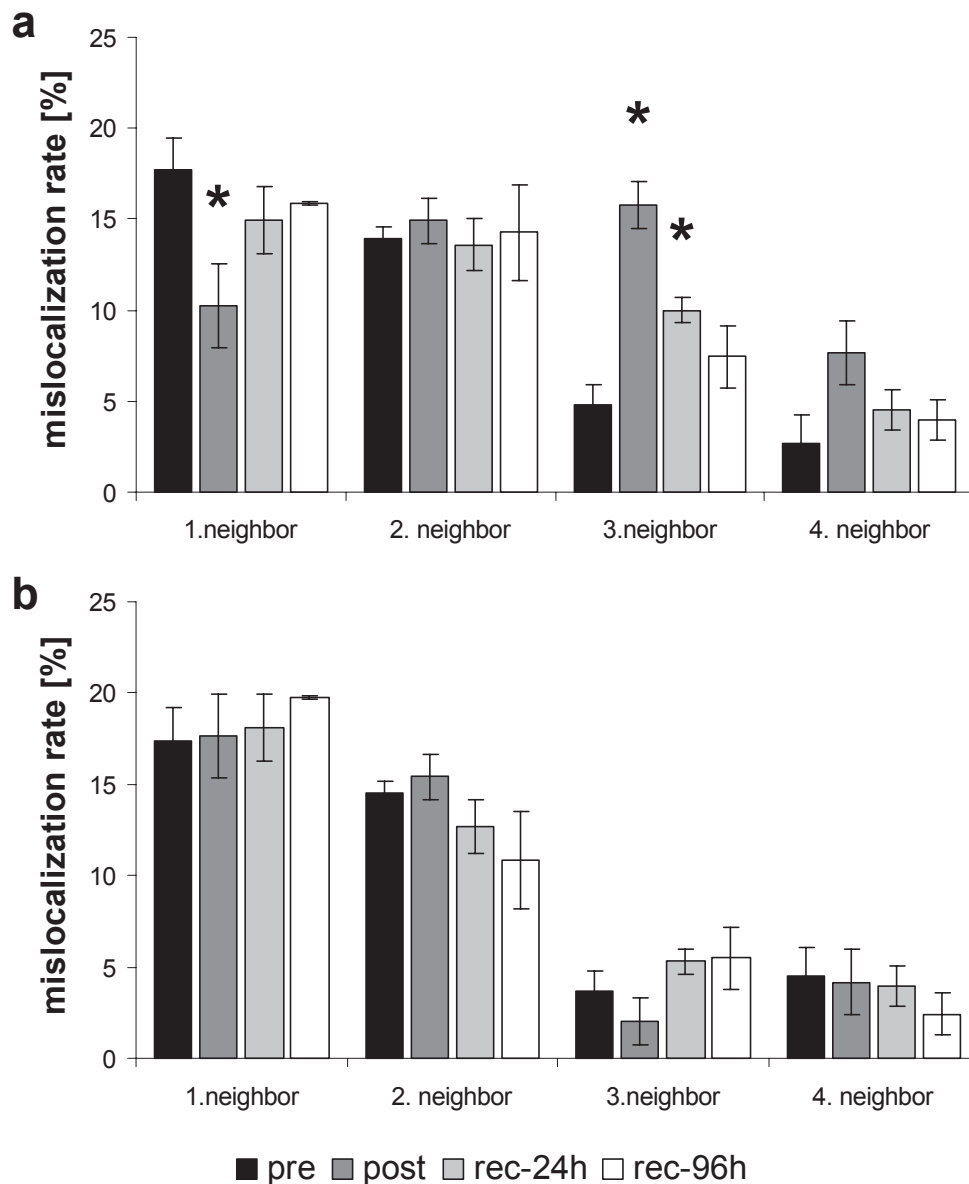 a
mislocalization rate [%]
25
20
15
10
5
0
*
*
*
1.neighbor 2. neighbor 3.neighbor 4. neighbor
b
mislocalization rate [%]
25
20
15
10
5
0
1.neighbor 2. neighbor 3.neighbor 4. neighbor
pre post rec-24h rec-96h